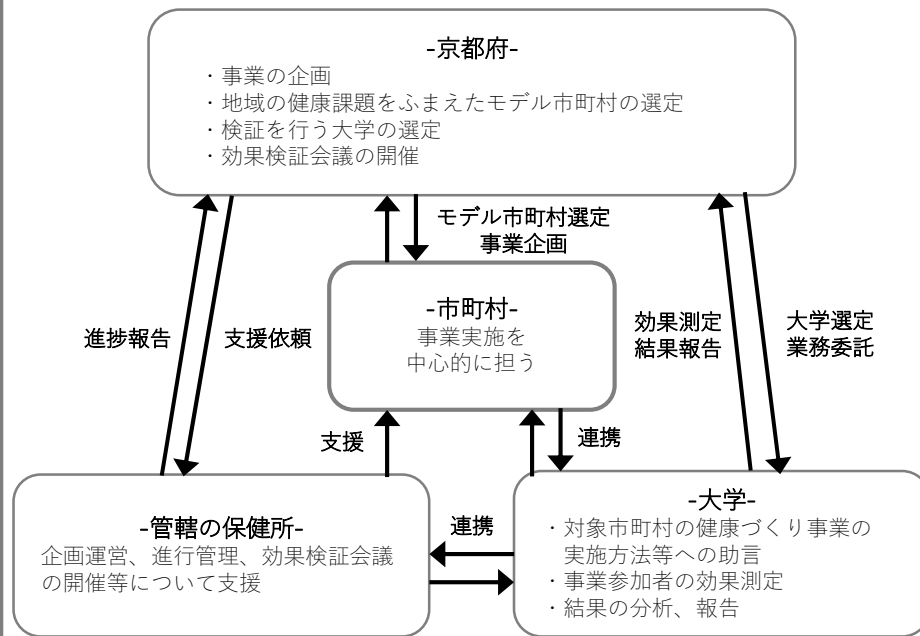 -京都府-
・事業の企画
・地域の健康課題をふまえたモデル市町村の選定
・検証を行う大学の選定
・効果検証会議の開催
モデル市町村選定
事業企画
-市町村-
事業実施を
中心的に担う
進捗報告
支援依頼
効果測定
結果報告
大学選定
業務委託
支援
連携
-管轄の保健所-
企画運営、進行管理、効果検証会議
の開催等について支援
連携
-大学-
・対象市町村の健康づくり事業の
実施方法等への助言
・事業参加者の効果測定
・結果の分析、報告